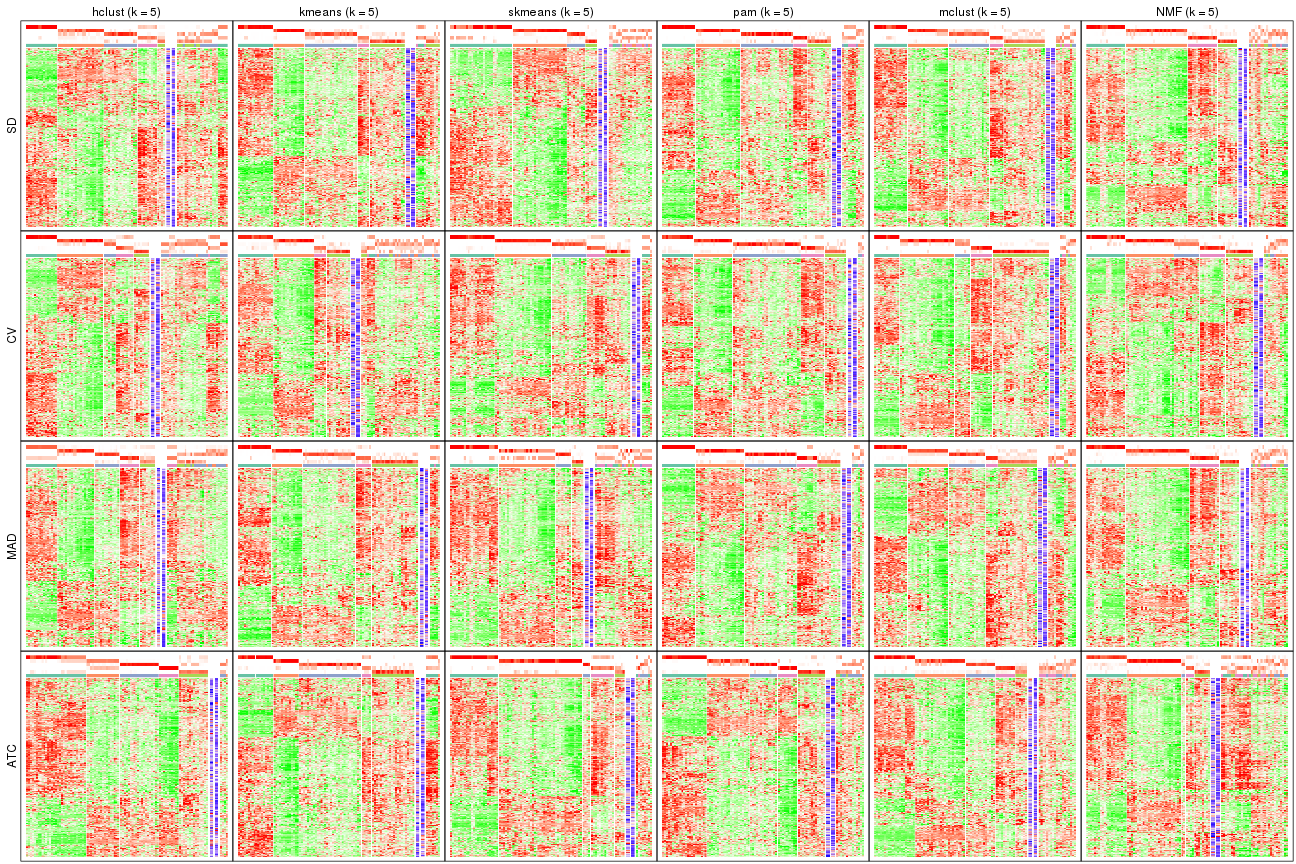 hclust (k = 5) kmeans (k = 5) skmeans (k = 5) pam (k = 5) mclust (k = 5) NMF (k = 5)
SD
CV
MAD
ATC